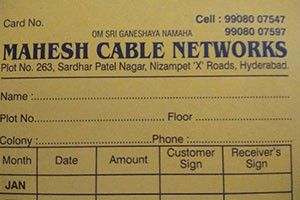 Card No. Cell : 99080 07547
OM SRI GANESHAYA NAMAHA 99080 07597
MAHESH CABLE NETWORKS
Plot No. 263, Sardhar Patel Nagar, Nizampet 'X' Roads, Hyderabad.
Name :
Plot No. Floor
Colony : Phone :
Month Date Amount Customer Sign Receiver's Sign
JAN